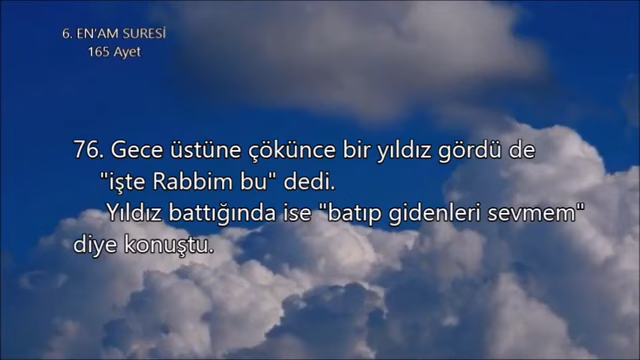 6. EN'AM SURESİ
165 Ayet
76. Gece üstüne çökünce bir yıldız gördü de
"işte Rabbim bu" dedi.
Yıldız battığında ise "batıp gidenleri sevmem"
diye konuştu.